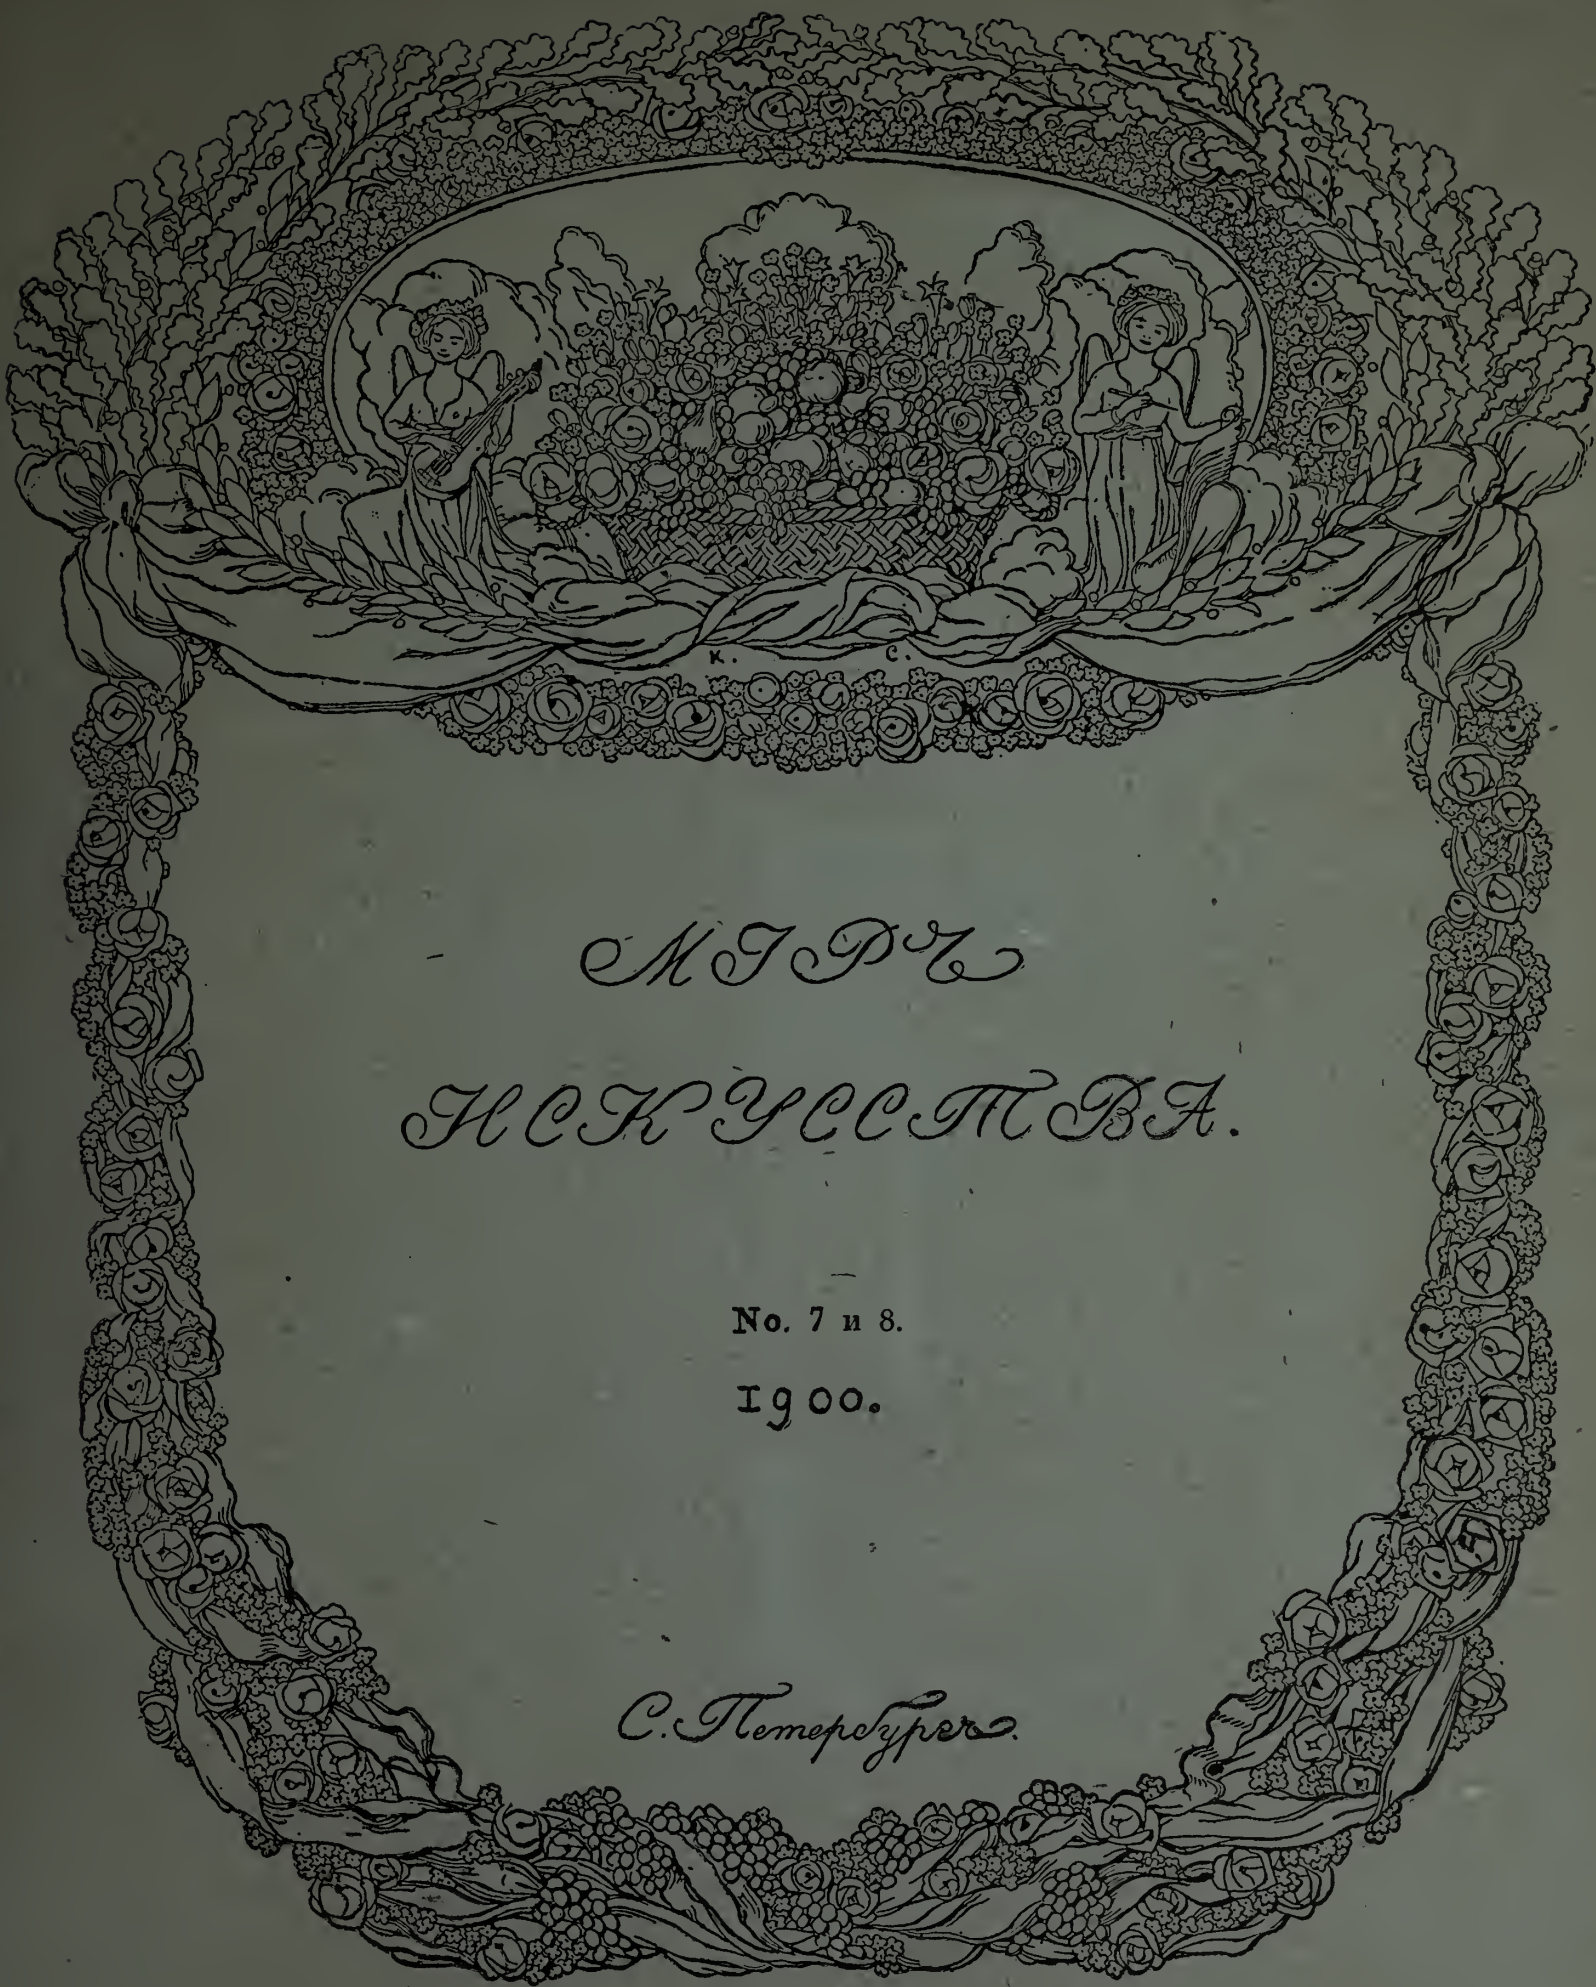 К. С.
МІРЪ
ИСКУССТВА.
No. 7 и 8.
1900.
С. Петербургъ.